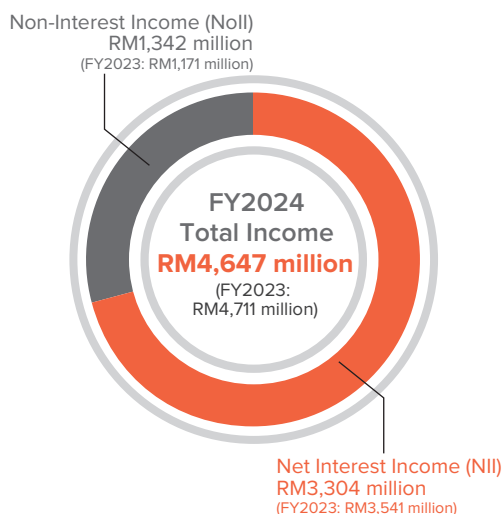 Non-Interest Income (NoII)
RM1,342 million
(FY2023: RM1,171 million)
FY2024
Total Income
RM4,647 million
(FY2023:
RM4,711 million)
Net Interest Income (NII)
RM3,304 million
(FY2023: RM3,541 million)